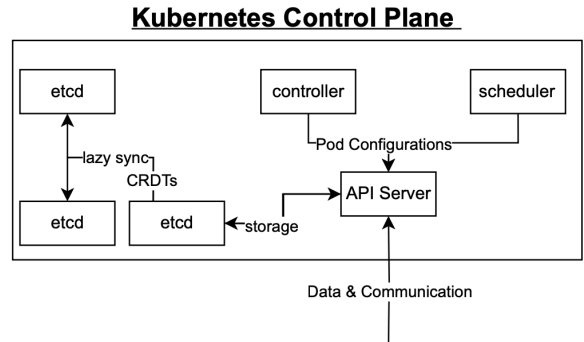 Kubernetes Control Plane
etcd
controller
scheduler
Pod Configurations
lazy sync
CRDTs
API Server
etcd
etcd
storage
Data & Communication